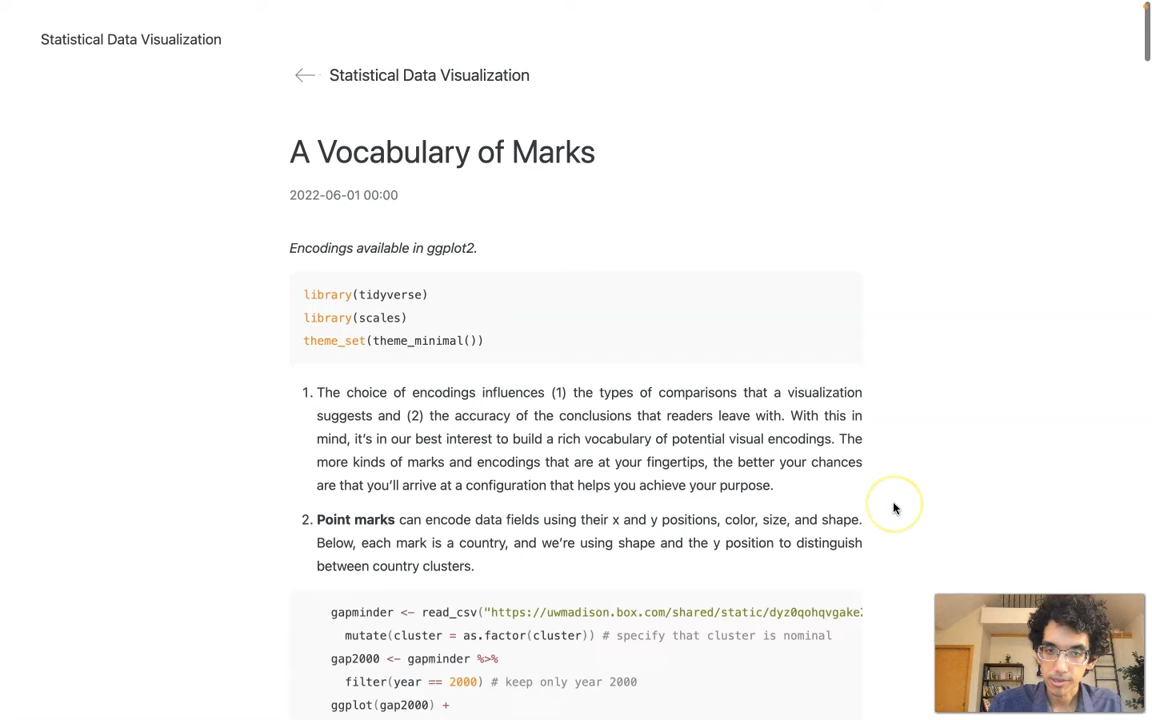 Statistical Data Visualization
Statistical Data Visualization
A Vocabulary of Marks
2022-06-01 00:00
Encodings available in ggplot2.
library(tidyverse)
library(scales)
theme_set(theme_minimal())
1. The choice of encodings influences (1) the types of comparisons that a visualization
suggests and (2) the accuracy of the conclusions that readers leave with. With this in
mind, it's in our best interest to build a rich vocabulary of potential visual encodings. The
more kinds of marks and encodings that are at your fingertips, the better your chances
are that you'll arrive at a configuration that helps you achieve your purpose.
2. Point marks can encode data fields using their x and y positions, color, size, and shape.
Below, each mark is a country, and we're using shape and the y position to distinguish
between country clusters.
gapminder <- read_csv("https://uwmadison.box.com/shared/static/dyz0qohqvgake2
mutate(cluster = as.factor(cluster)) # specify that cluster is nominal
gap2000 <- gapminder %>%
filter(year == 2000) # keep only year 2000
ggplot(gap2000) +